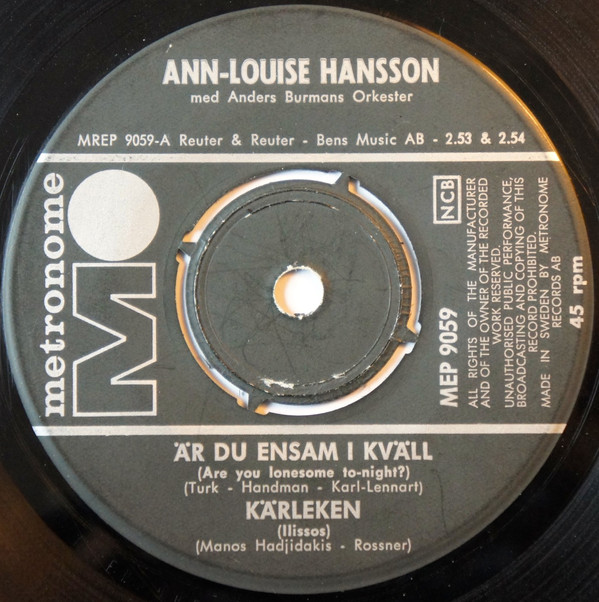 ANN-LOUISE HANSSON
med Anders Burmans Orkester
MREP 9059-A Reuter & Reuter - Bens Music AB - 2.53 & 2.54
metronome
M
NCB
MEP 9059
ALL RIGHTS OF THE MANUFACTURER
AND OF THE OWNER OF THE RECORDED
WORK RESERVED.
UNAUTHORISED PUBLIC PERFORMANCE,
BROADCASTING AND COPYING OF THIS
RECORD PROHIBITED.
MADE IN SWEDEN BY METRONOME
RECORDS AB
45 rpm
ÄR DU ENSAM I KVÄLL
(Are you lonesome to-night?)
(Turk - Handman - Karl-Lennart)
KÄRLEKEN
(Ilissos)
(Manos Hadjidakis - Rossner)